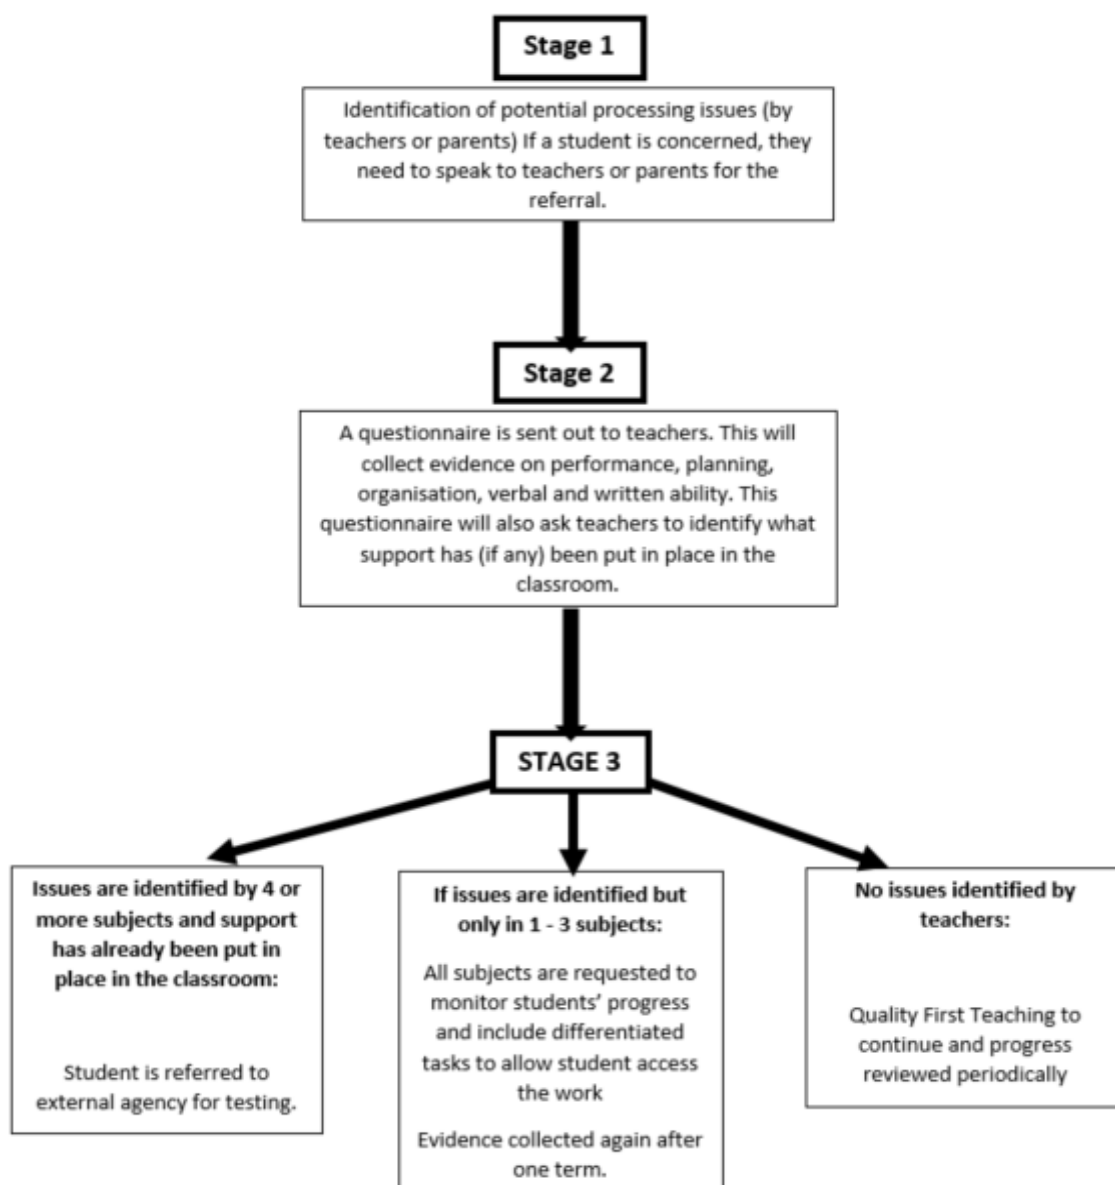 Stage 1
Identification of potential processing issues (by
teachers or parents) If a student is concerned, they
need to speak to teachers or parents for the
referral.
Stage 2
A questionnaire is sent out to teachers. This will
collect evidence on performance, planning,
organisation, verbal and written ability. This
questionnaire will also ask teachers to identify what
support has (if any) been put in place in the
classroom.
STAGE 3
Issues are identified by 4 or
more subjects and support
has already been put in
place in the classroom:
Student is referred to
external agency for testing.
If issues are identified but
only in 1 - 3 subjects:
All subjects are requested to
monitor students’ progress
and include differentiated
tasks to allow student access
the work
Evidence collected again after
one term.
No issues identified by
teachers:
Quality First Teaching to
continue and progress
reviewed periodically